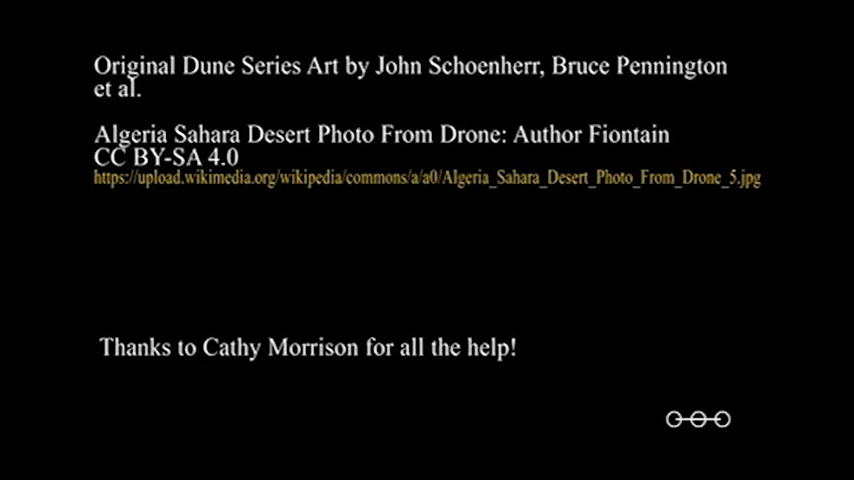 Original Dune Series Art by John Schoenherr, Bruce Pennington
et al.
Algeria Sahara Desert Photo From Drone: Author Fiontain
CC BY-SA 4.0
https://upload.wikimedia.org/wikipedia/commons/a/a0/Algeria_Sahara_Desert_Photo_From_Drone_5.jpg
Thanks to Cathy Morrison for all the help!